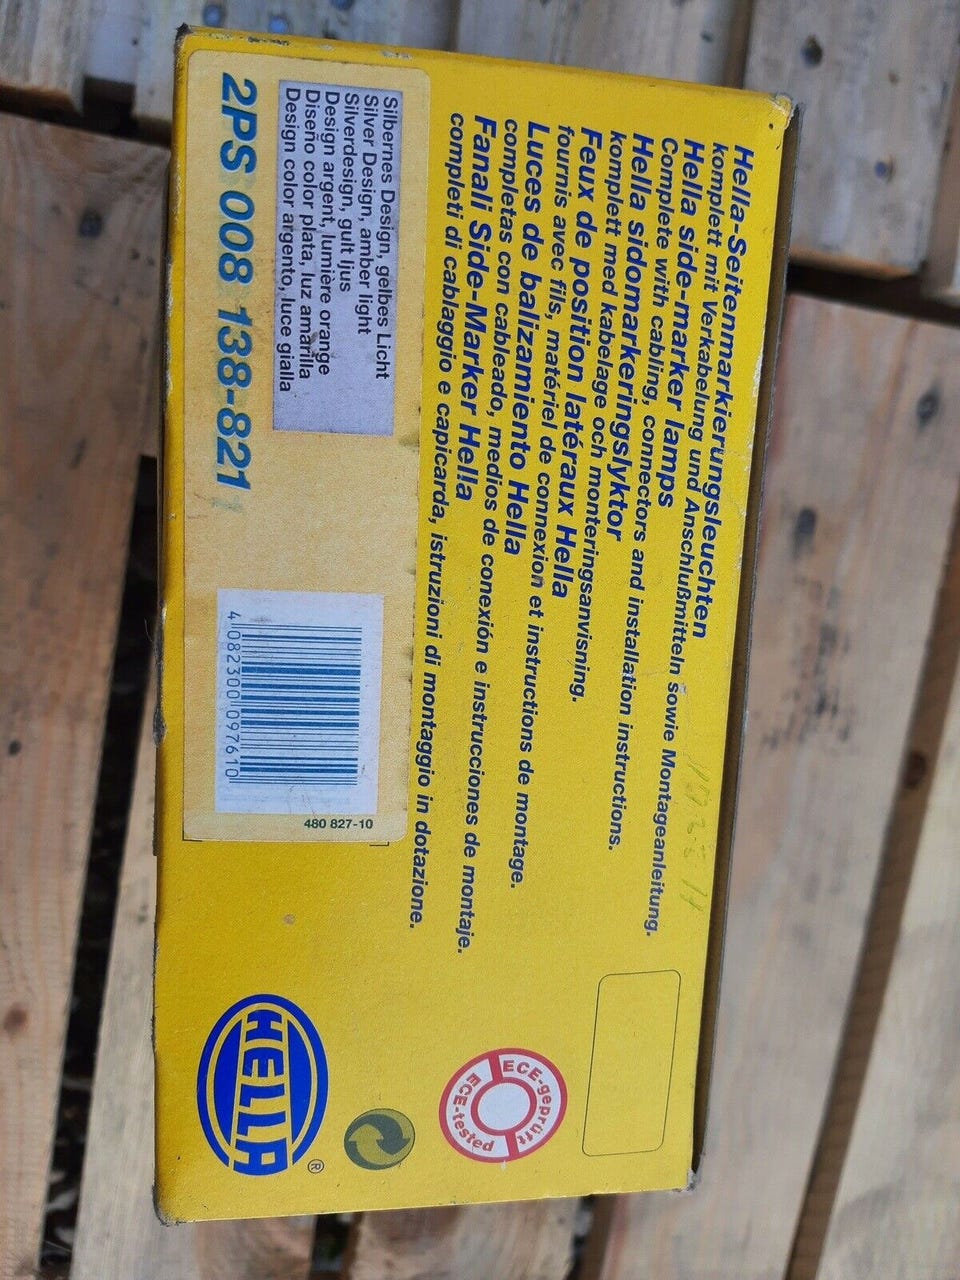 Hella-Seitenmarkierungsleuchten
komplett mit Verkabelung und Anschlußmitteln sowie Montageanleitung.
Hella side-marker lamps
Complete with cabling, connectors and installation instructions.
Hella sidomarkeringslyktor
komplett med kabelage och monteringsanvisning.
Feux de position latéraux Hella
fournis avec fils, matériel de connexion et instructions de montage.
Luces de balizamiento Hella
completas con cableado, medios de conexión e instrucciones de montaje.
Fanali Side-Marker Hella
completi di cablaggio e capicarda, istruzioni di montaggio in dotazione.
Silbernes Design, gelbes Licht
Silver Design, amber light
Silverdesign, gult ljus
Design argent, lumière orange
Diseño color plata, luz amarilla
Design color argento, luce gialla
2PS 008 138-821
4 082300 097610
480 827-10
ECE-geprüft
ECE-tested
HELLA
®